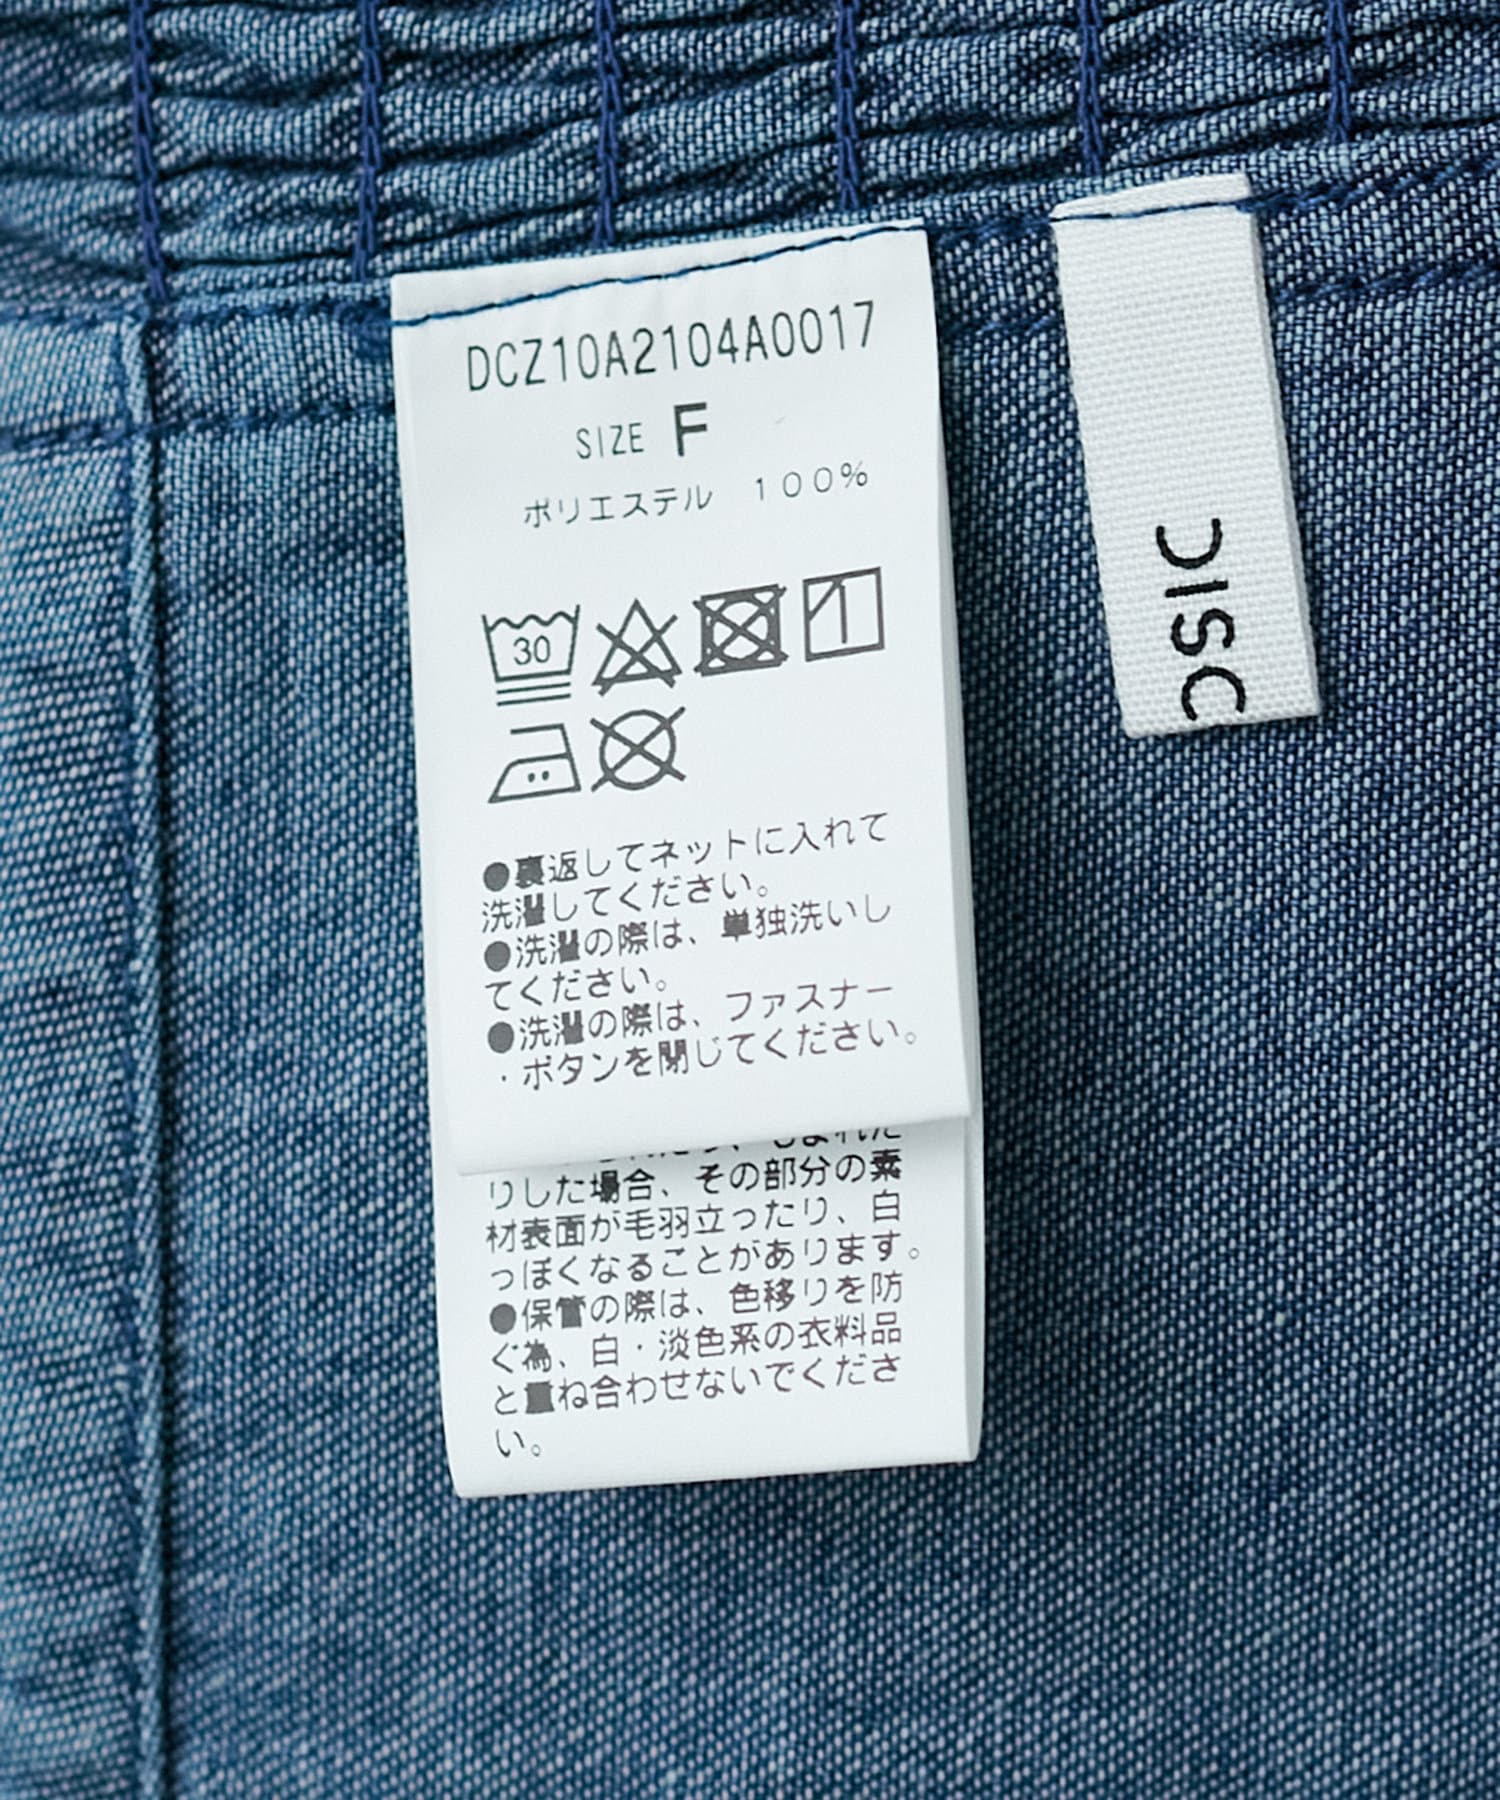 DCZ10A2104A0017
SIZE F
ポリエステル 100%
30
●裏返してネットに入れて
洗濯してください。
●洗濯の際は、単独洗いし
てください。
●洗濯の際は、ファスナー
・ボタンを閉じてください。
りした場合、その部分の素
材表面が毛羽立ったり、白
っぽくなることがあります。
●保管の際は、色移りを防
ぐ為、白・淡色系の衣料品
と重ね合わせないでくださ
い。
DISC